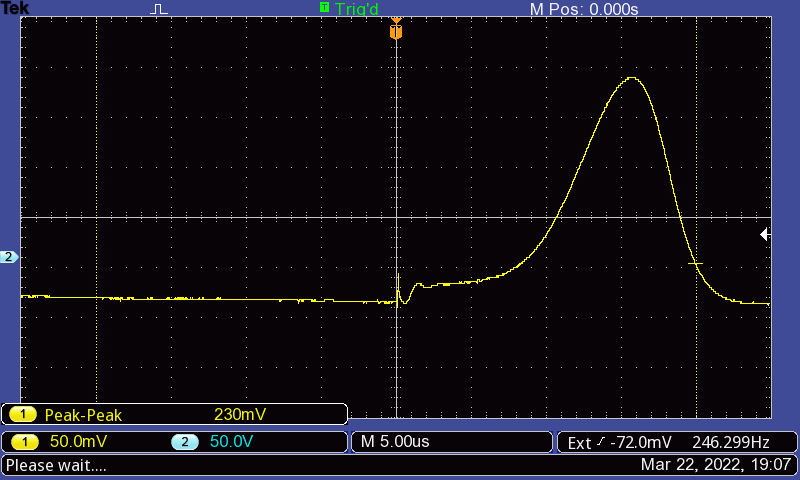 Tek T Trig'd M Pos: 0.000s
T
2
1 Peak-Peak 230mV
1 50.0mV 2 50.0V M 5.00us Ext -72.0mV 246.299Hz
Please wait.... Mar 22, 2022, 19:07